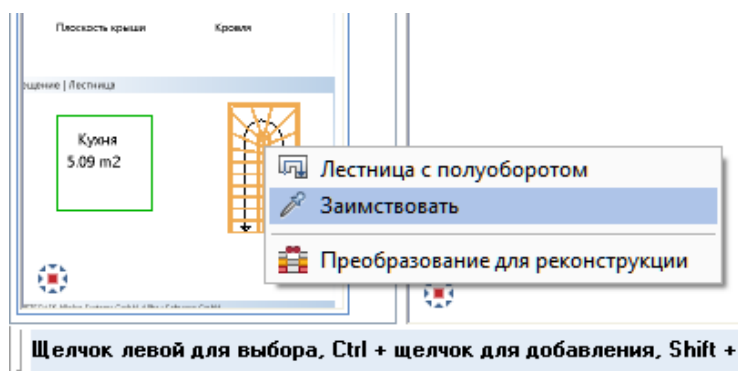 Плоскость крыши Кровля
ощение | Лестница
Кухня
5.09 m2
Лестница с полуоборотом
Заимствовать
Преобразование для реконструкции
Щелчок левой для выбора, Ctrl + щелчок для добавления, Shift +